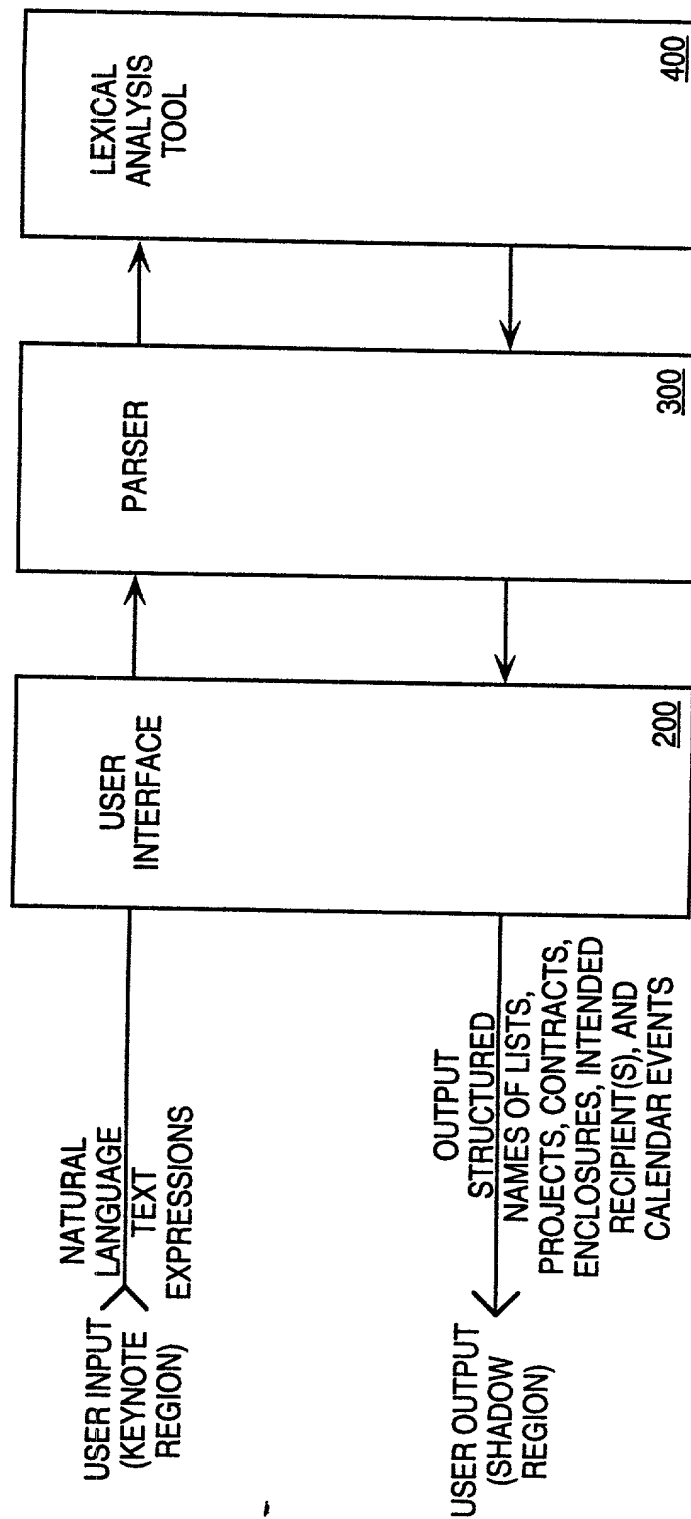 USER INPUT
(KEYNOTE
REGION)
NATURAL
LANGUAGE
TEXT
EXPRESSIONS
USER OUTPUT
(SHADOW
REGION)
OUTPUT
STRUCTURED
NAMES OF LISTS,
PROJECTS, CONTRACTS,
ENCLOSURES, INTENDED
RECIPIENT(S), AND
CALENDAR EVENTS
USER
INTERFACE
200
PARSER
300
LEXICAL
ANALYSIS
TOOL
400